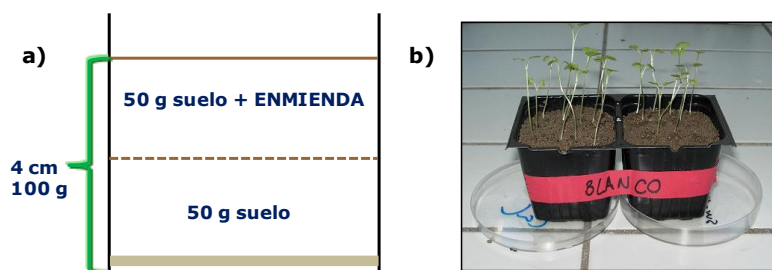 a)
50 g suelo + ENMIENDA
4 cm
100 g
50 g suelo
b)
BLANCO